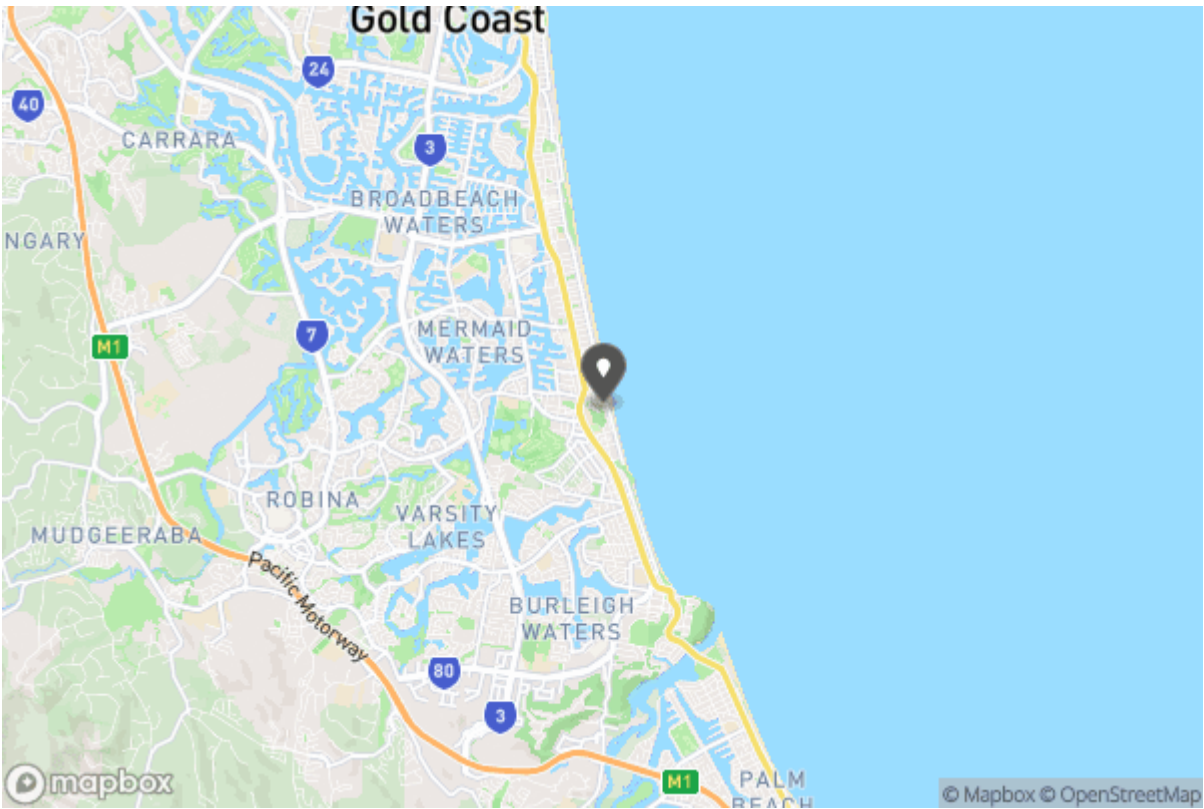 Gold Coast
24
40
CARRARA
3
BROADBEACH
WATERS
NGARY
7
MERMAID
WATERS
M1
ROBINA
VARSITY
LAKES
MUDGEERABA
Pacific Motorway
BURLEIGH
WATERS
80
3
M1
PALM
BEACH
mapbox
© Mapbox © OpenStreetMap